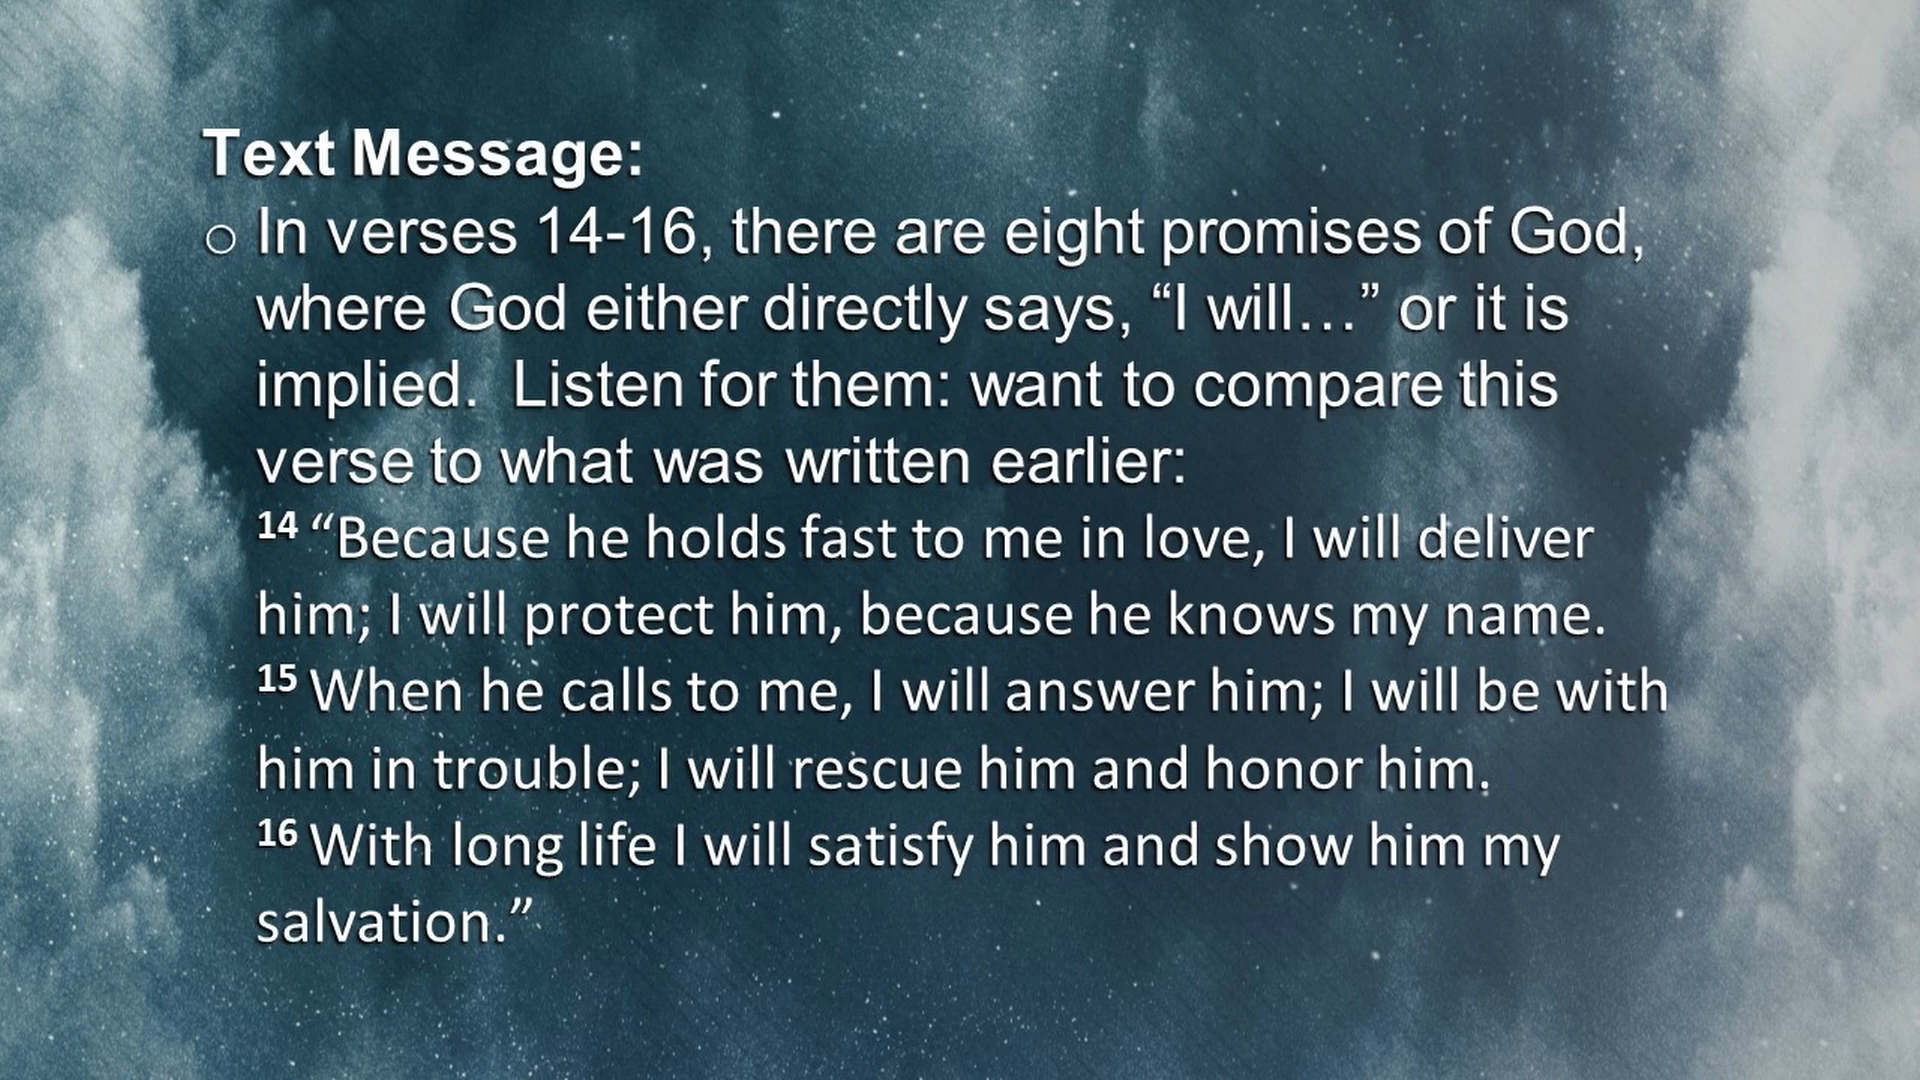 Text Message:
○ In verses 14-16, there are eight promises of God,
where God either directly says, “I will…” or it is
implied.  Listen for them: want to compare this
verse to what was written earlier:
14 “Because he holds fast to me in love, I will deliver
him; I will protect him, because he knows my name.
15 When he calls to me, I will answer him; I will be with
him in trouble; I will rescue him and honor him.
16 With long life I will satisfy him and show him my
salvation.”